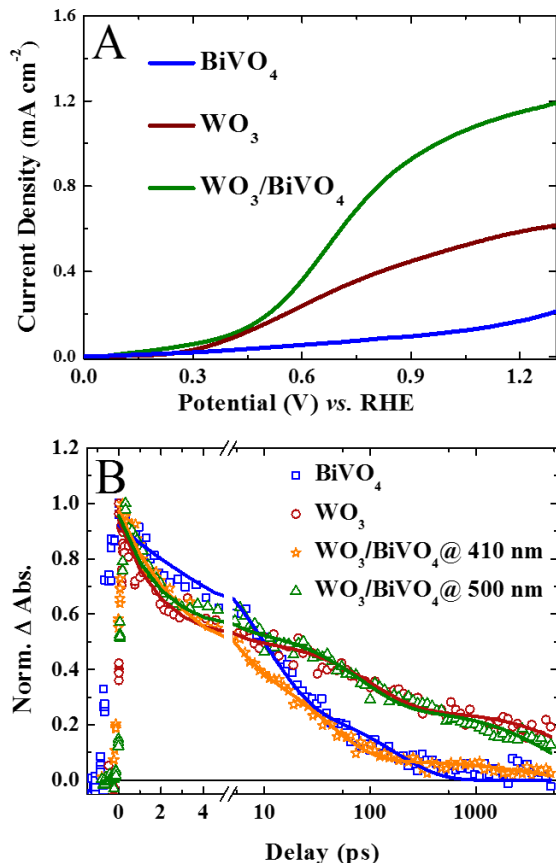 A
1.6
1.2
0.8
0.4
0.0
Current Density (mA cm⁻²)
BiVO₄
WO₃
WO₃/BiVO₄
0.0 0.3 0.6 0.9 1.2
Potential (V) vs. RHE
B
1.2
1.0
0.8
0.6
0.4
0.2
0.0
Norm. Δ Abs.
BiVO₄
WO₃
WO₃/BiVO₄@ 410 nm
WO₃/BiVO₄@ 500 nm
0 2 4 10 100 1000
Delay (ps)